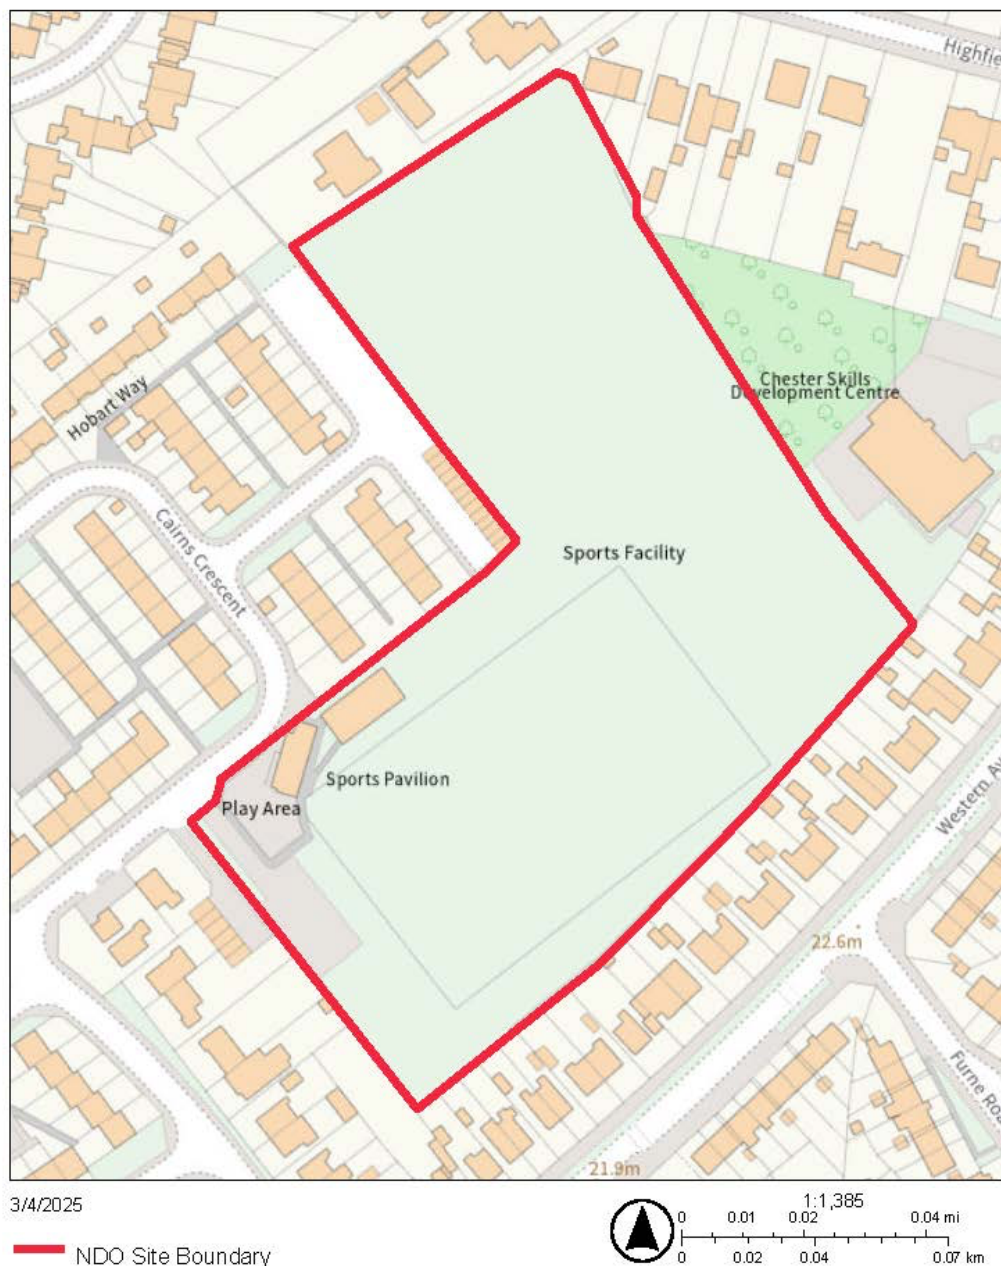 Highfie
Chester Skills
Development Centre
Hobart Way
Cairns Crescent
Sports Facility
Sports Pavilion
Play Area
Western Av
22.6m
Furne Roa
21.9m
3/4/2025
1:1,385
0 0.01 0.02 0.04 mi
0 0.02 0.04 0.07 km
NDO Site Boundary